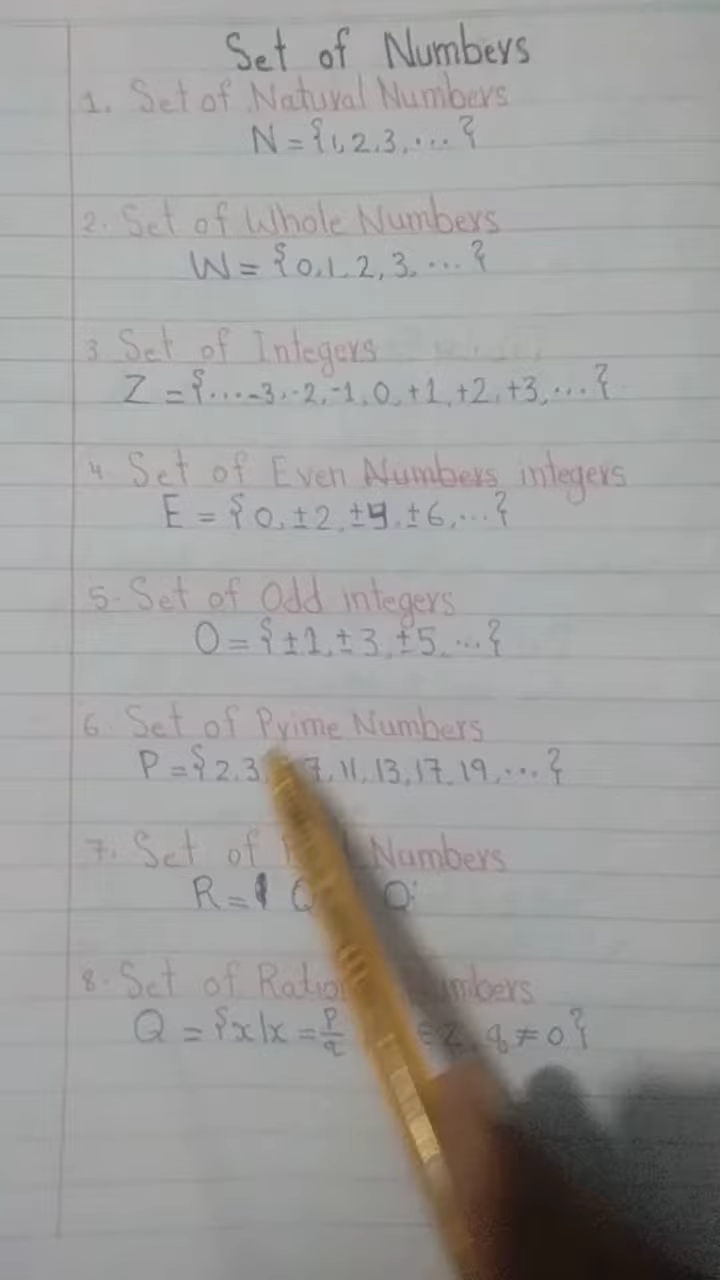 Set of Numbers
1. Set of Natural Numbers
N = {1, 2, 3, ... }
2. Set of Whole Numbers
W = {0, 1, 2, 3, ... }
3 Set of Integers
Z = {... -3, -2, -1, 0, +1, +2, +3, ... }
4 Set of Even Numbers integers
E = {0, ±2, ±4, ±6, ... }
5. Set of Odd integers
O = {±1, ±3, ±5, ... }
6 Set of Prime Numbers
P = {2, 3, 7, 11, 13, 17, 19, ... }
7. Set of Numbers
R = Q Q'
8. Set of Numbers
Q = {x/x = p/q Z, q ≠ 0}